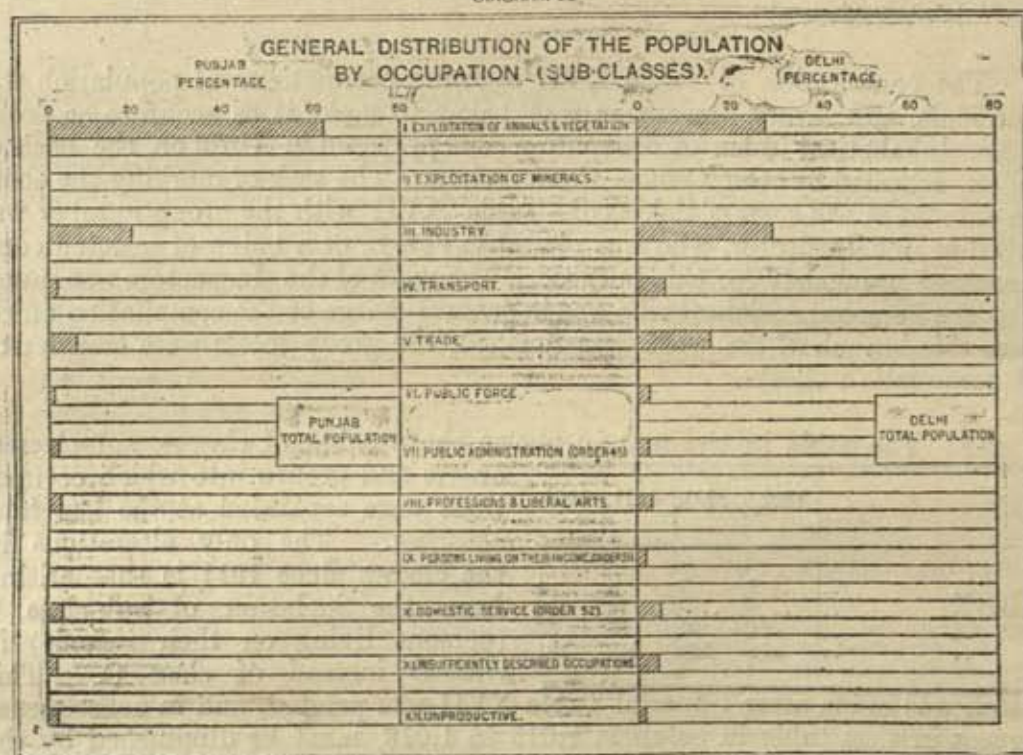 GENERAL DISTRIBUTION OF THE POPULATION
BY OCCUPATION (SUB-CLASSES).
PUNJAB
PERCENTAGE
DELHI
(PERCENTAGE)
0 20 40 60 80
0 20 40 60 80
I. EXPLOITATION OF ANIMALS & VEGETATION
II. EXPLOITATION OF MINERALS.
III. INDUSTRY.
IV. TRANSPORT.
V. TRADE.
VI. PUBLIC FORCE.
PUNJAB
TOTAL POPULATION
DELHI
TOTAL POPULATION
VII. PUBLIC ADMINISTRATION (ORDER 45)
VIII. PROFESSIONS & LIBERAL ARTS.
IX. PERSONS LIVING ON THEIR INCOME (ORDER 51)
X. DOMESTIC SERVICE (ORDER 52).
XI. INSUFFICIENTLY DESCRIBED OCCUPATIONS
XII. UNPRODUCTIVE.